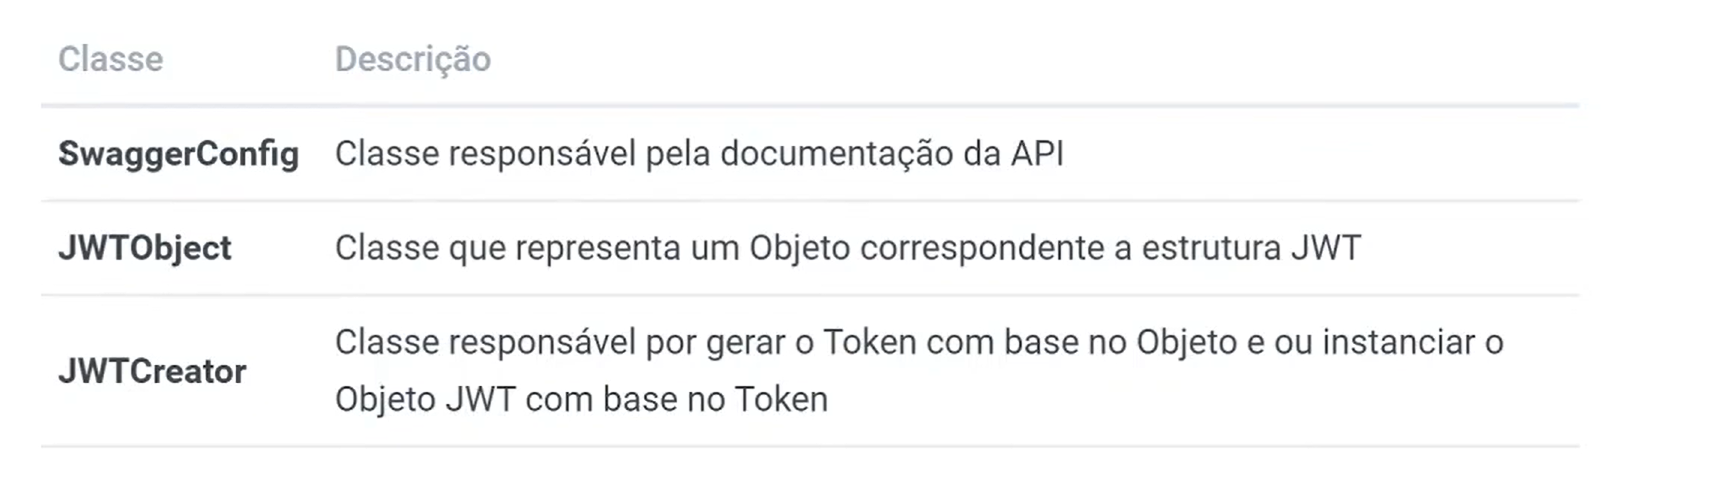 Classe Descrição
SwaggerConfig Classe responsável pela documentação da API
JWTObject Classe que representa um Objeto correspondente a estrutura JWT
JWTCreator Classe responsável por gerar o Token com base no Objeto e ou instanciar o
Objeto JWT com base no Token